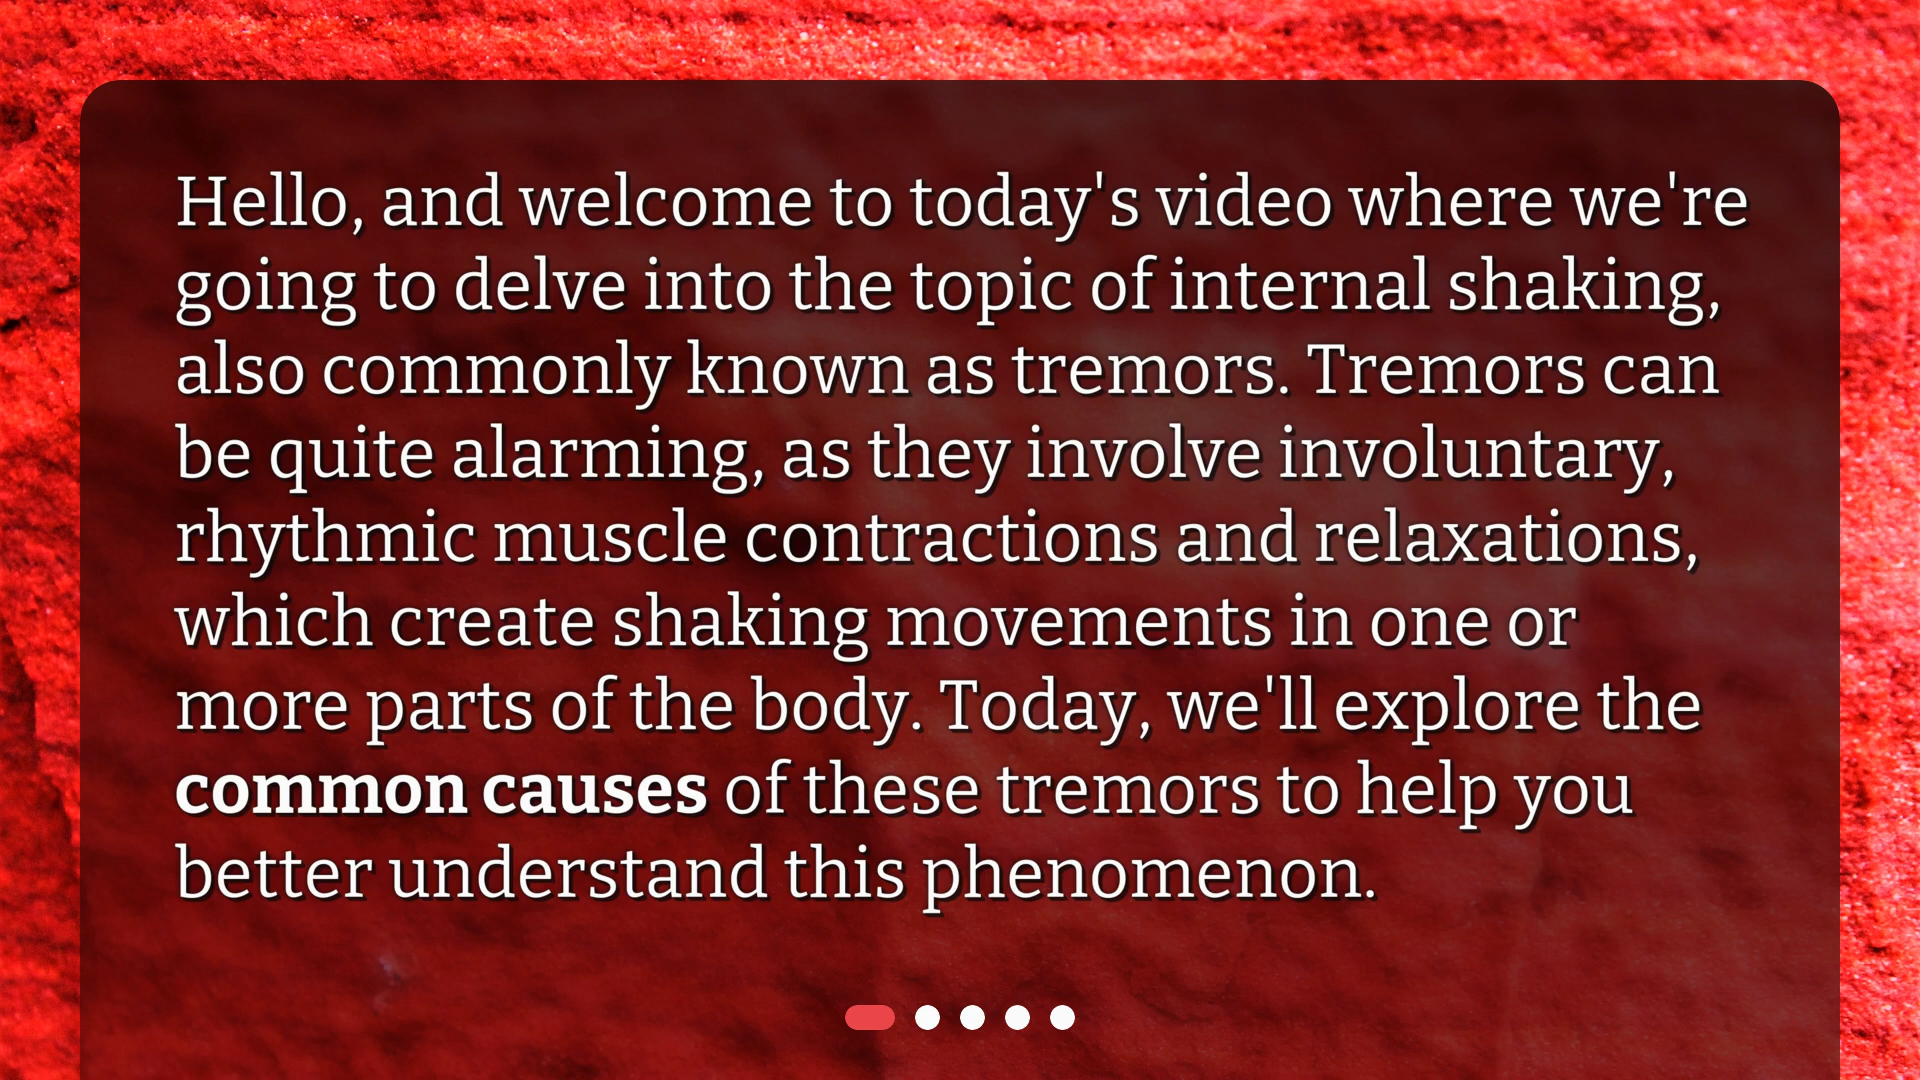 Hello, and welcome to today's video where we're
going to delve into the topic of internal shaking,
also commonly known as tremors. Tremors can
be quite alarming, as they involve involuntary,
rhythmic muscle contractions and relaxations,
which create shaking movements in one or
more parts of the body. Today, we'll explore the
common causes of these tremors to help you
better understand this phenomenon.